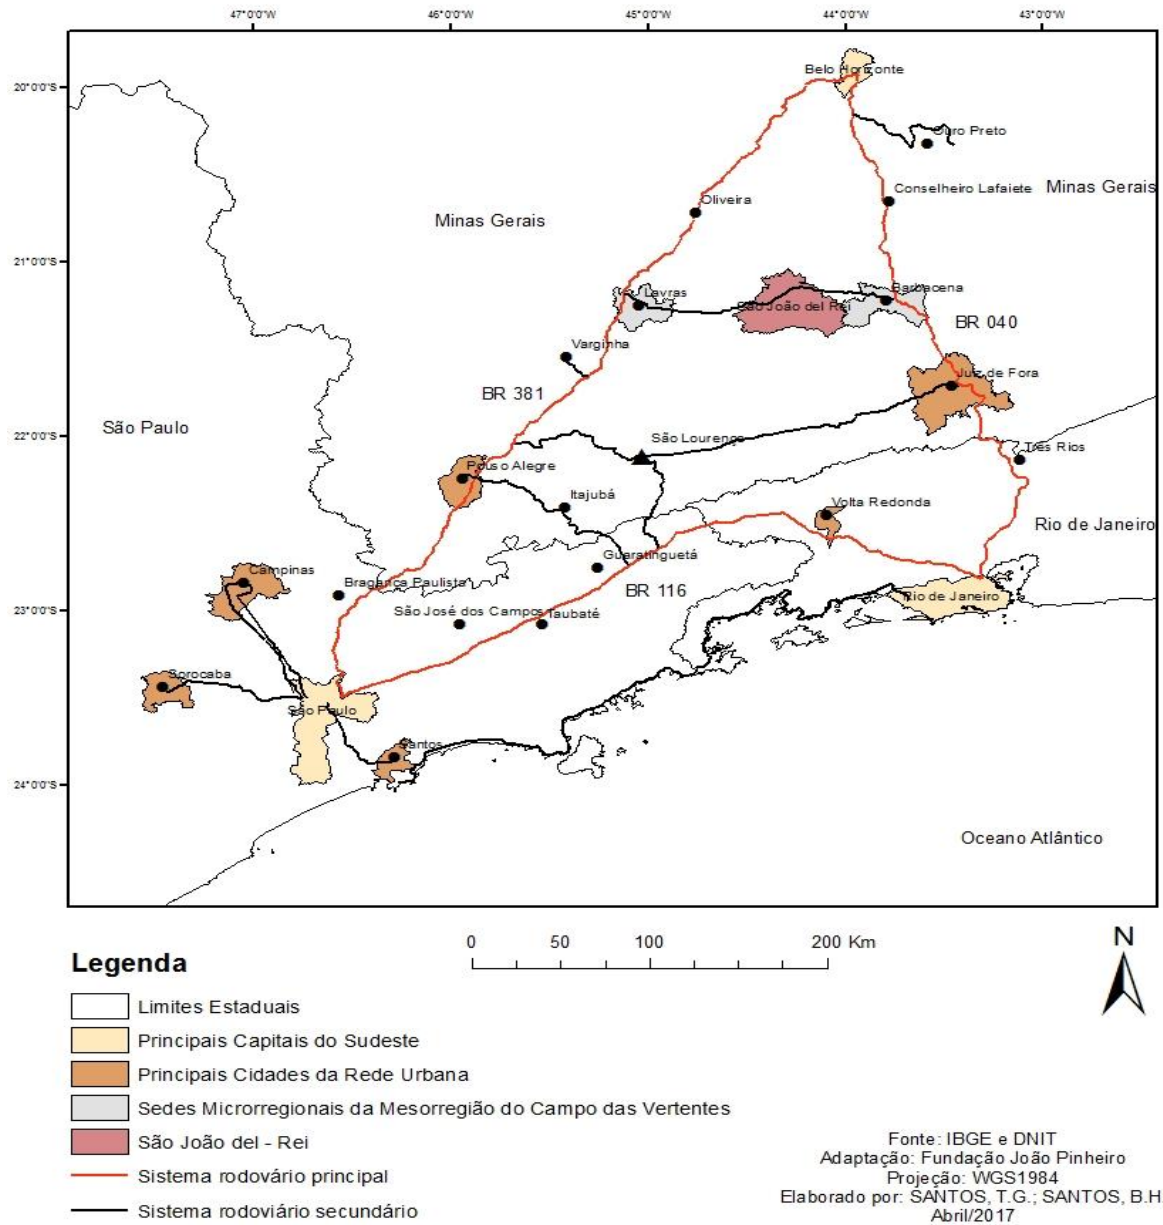 47°0'0"W 46°0'0"W 45°0'0"W 44°0'0"W 43°0'0"W
20°0'0"S
Belo Horizonte
Ouro Preto
Conselheiro Lafaiete
Minas Gerais
Oliveira
Minas Gerais
21°0'0"S
Lavras
São João del Rei
Barbacena
BR 040
Varginha
Juiz de Fora
BR 381
São Paulo
22°0'0"S
São Lourenço
Três Rios
Pouso Alegre
Itajubá
Volta Redonda
Rio de Janeiro
Guaratinguetá
Campinas
Bragança Paulista
BR 116
Rio de Janeiro
23°0'0"S
São José dos Campos
Taubaté
Sorocaba
São Paulo
Santos
24°0'0"S
Oceano Atlântico
0 50 100 200 Km
N
Legenda
Limites Estaduais
Principais Capitais do Sudeste
Principais Cidades da Rede Urbana
Sedes Microrregionais da Mesorregião do Campo das Vertentes
São João del - Rei
Sistema rodovário principal
Sistema rodoviário secundário
Fonte: IBGE e DNIT
Adaptação: Fundação João Pinheiro
Projeção: WGS1984
Elaborado por: SANTOS, T.G.; SANTOS, B.H
Abril/2017